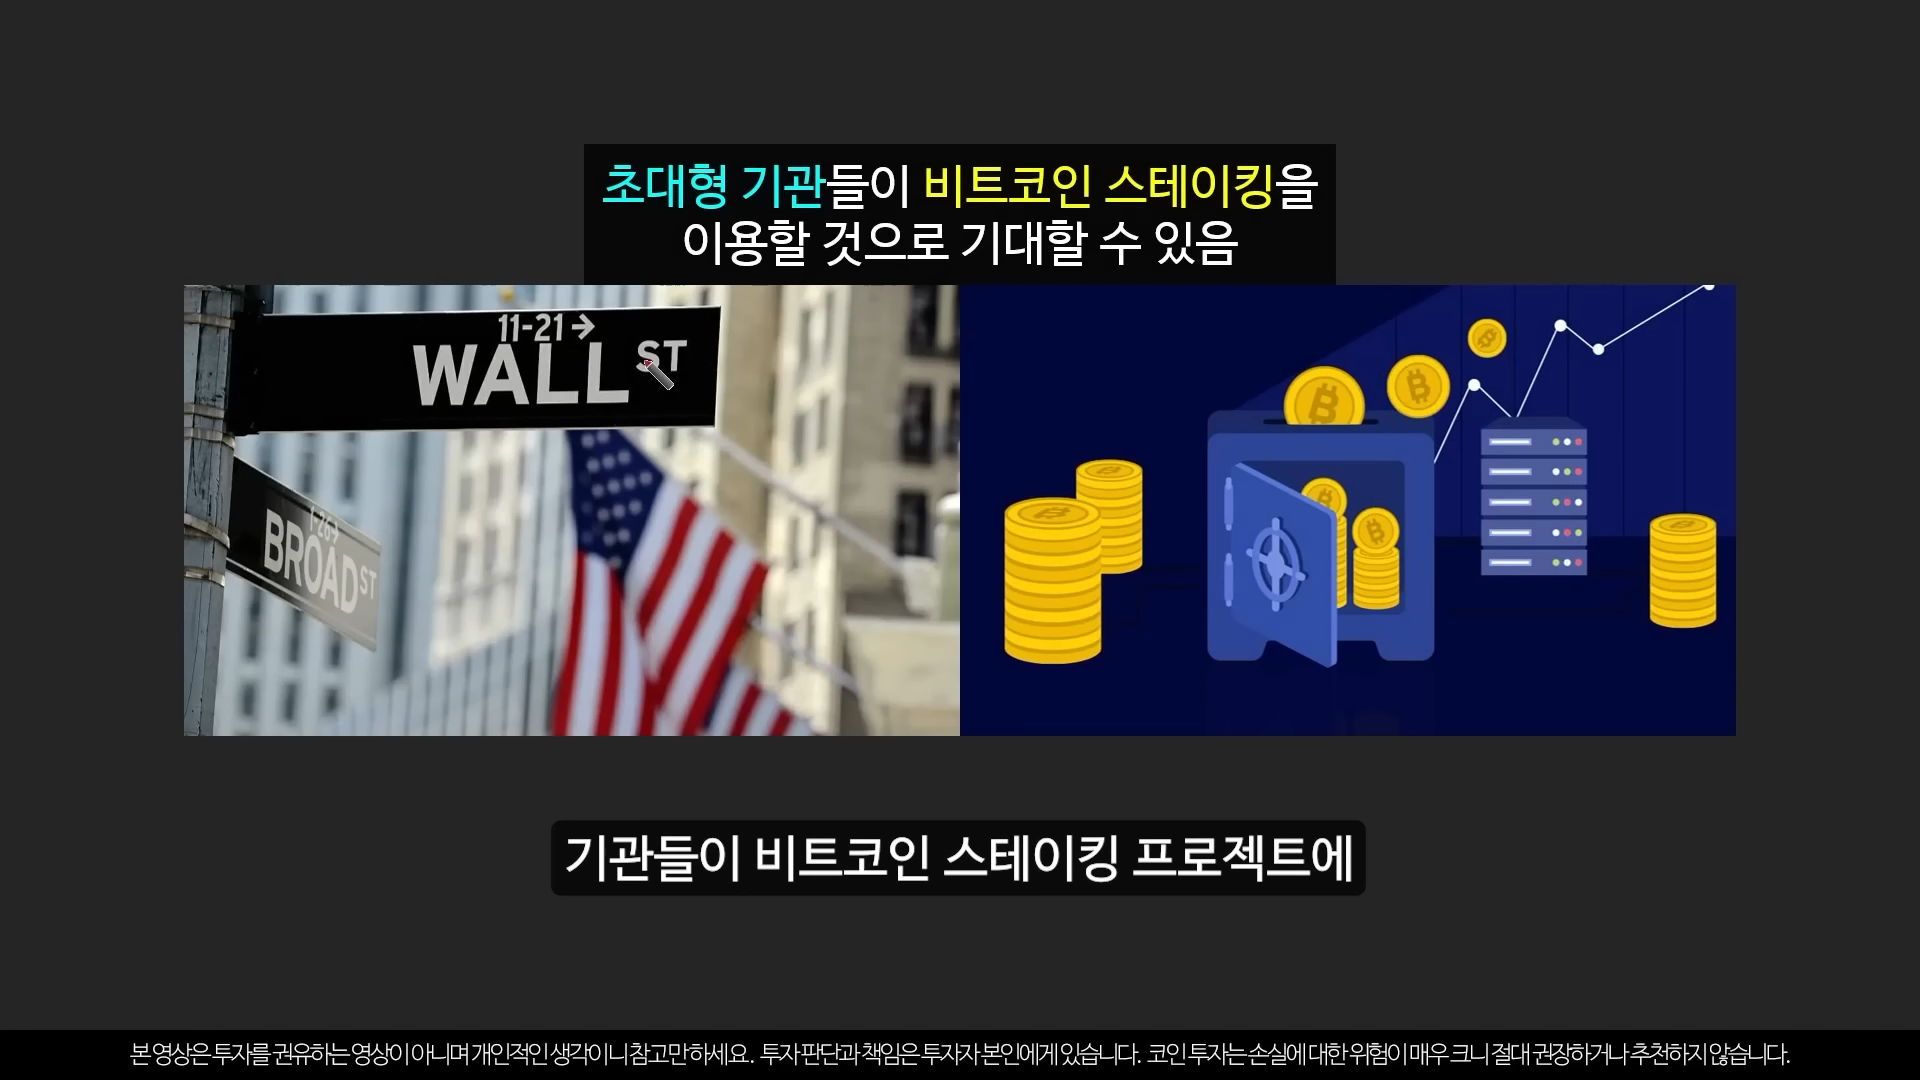 초대형 기관들이 비트코인 스테이킹을
이용할 것으로 기대할 수 있음
11-21→
WALL ST
1-26→
BROAD ST
기관들이 비트코인 스테이킹 프로젝트에
본 영상은 투자를 권유하는 영상이 아니며 개인적인 생각이니 참고만 하세요. 투자 판단과 책임은 투자자 본인에게 있습니다. 코인 투자는 손실에 대한 위험이 매우 크니 절대 권장하거나 추천하지 않습니다.